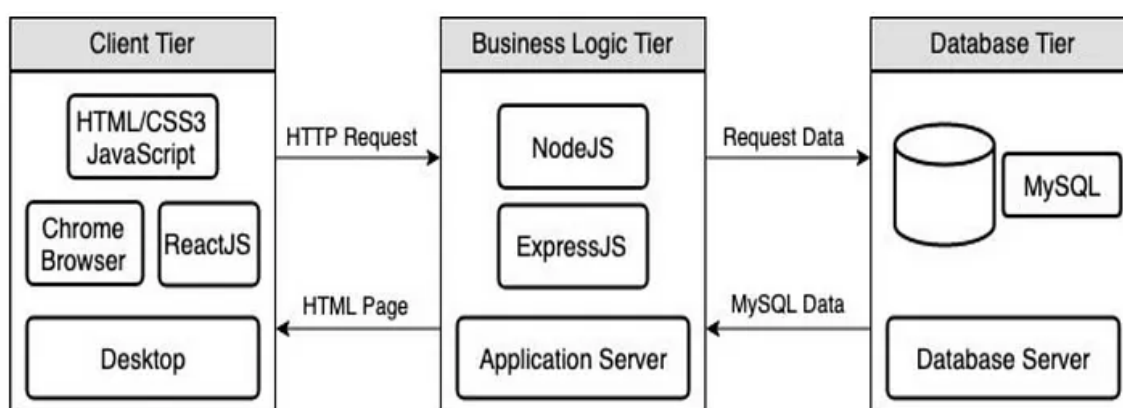 Client Tier
HTML/CSS3
JavaScript
Chrome
Browser
ReactJS
Desktop
HTTP Request
HTML Page
Business Logic Tier
NodeJS
ExpressJS
Application Server
Request Data
MySQL Data
Database Tier
MySQL
Database Server